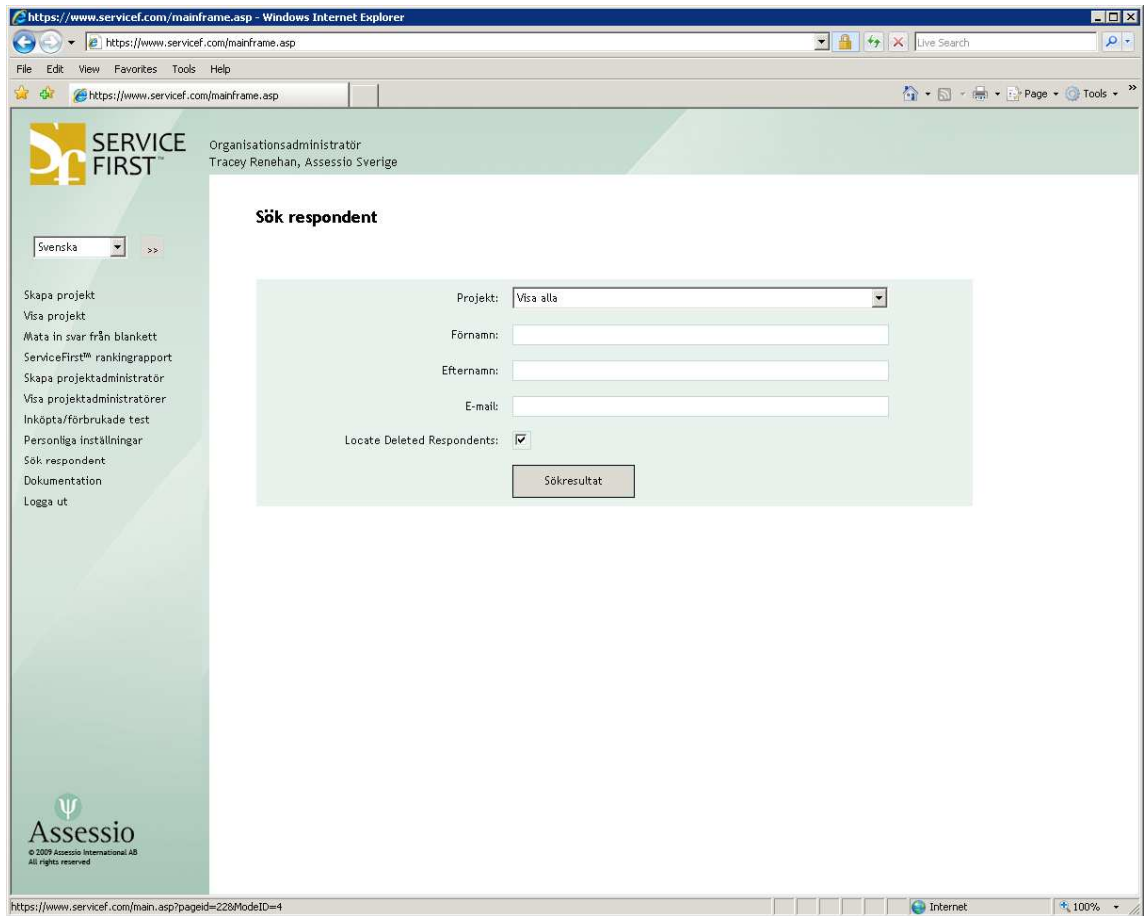 https://www.servicef.com/mainframe.asp - Windows Internet Explorer
https://www.servicef.com/mainframe.asp
Live Search
File Edit View Favorites Tools Help
https://www.servicef.com/mainframe.asp
Page Tools »
Sf SERVICE FIRST™
Organisationsadministratör
Tracey Renehan, Assessio Sverige
Sök respondent
Svenska >>
Skapa projekt
Visa projekt
Mata in svar från blankett
ServiceFirst™ rankingrapport
Skapa projektadministratör
Visa projektadministratörer
Inköpta/förbrukade test
Personliga inställningar
Sök respondent
Dokumentation
Logga ut
Projekt: Visa alla
Förnamn:
Efternamn:
E-mail:
Locate Deleted Respondents:
Sökresultat
Ψ
Assessio
© 2009 Assessio International AB
All rights reserved
https://www.servicef.com/main.asp?pageid=22&ModeID=4
Internet
100%